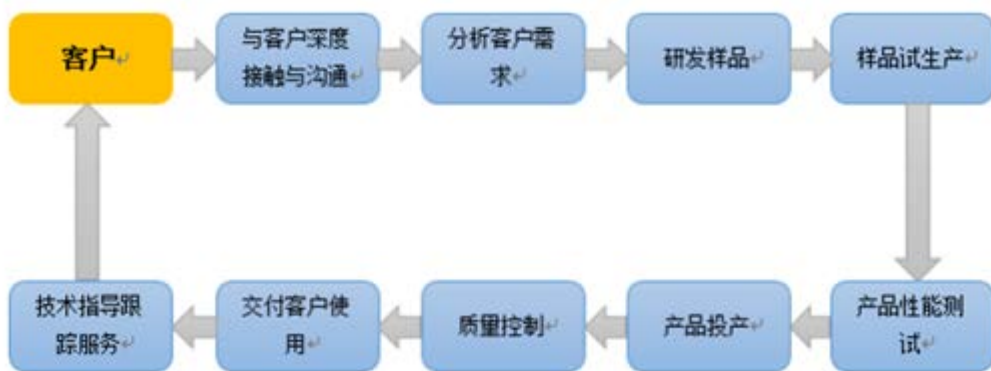 客户
与客户深度
接触与沟通
分析客户需
求
研发样品
样品试生产
技术指导跟
踪服务
交付客户使
用
质量控制
产品投产
产品性能测
试